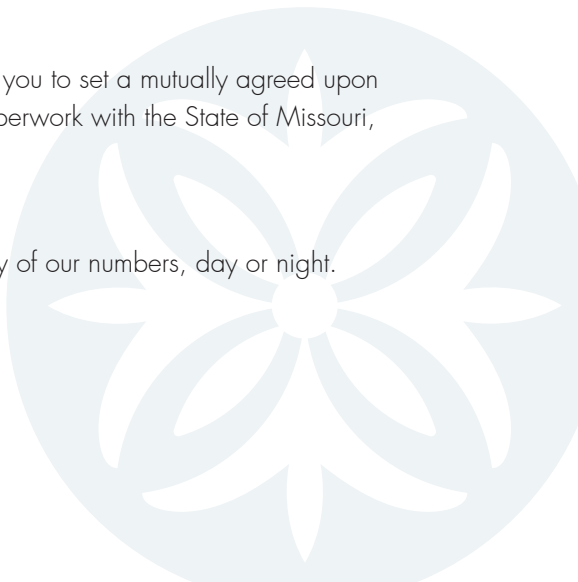 you to set a mutually agreed upon
perwork with the State of Missouri,
of our numbers, day or night.